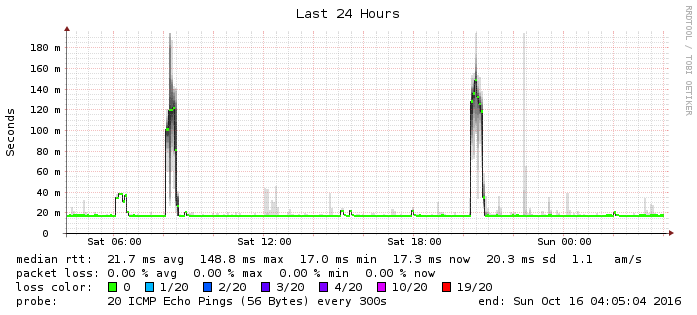 Last 24 Hours
RRDTOOL / TOBI OETIKER
Seconds
180 m
160 m
140 m
120 m
100 m
80 m
60 m
40 m
20 m
0
Sat 06:00 Sat 12:00 Sat 18:00 Sun 00:00
median rtt: 21.7 ms avg 148.8 ms max 17.0 ms min 17.3 ms now 20.3 ms sd 1.1 am/s
packet loss: 0.00 % avg 0.00 % max 0.00 % min 0.00 % now
loss color: 0 1/20 2/20 3/20 4/20 10/20 19/20
probe: 20 ICMP Echo Pings (56 Bytes) every 300s end: Sun Oct 16 04:05:04 2016